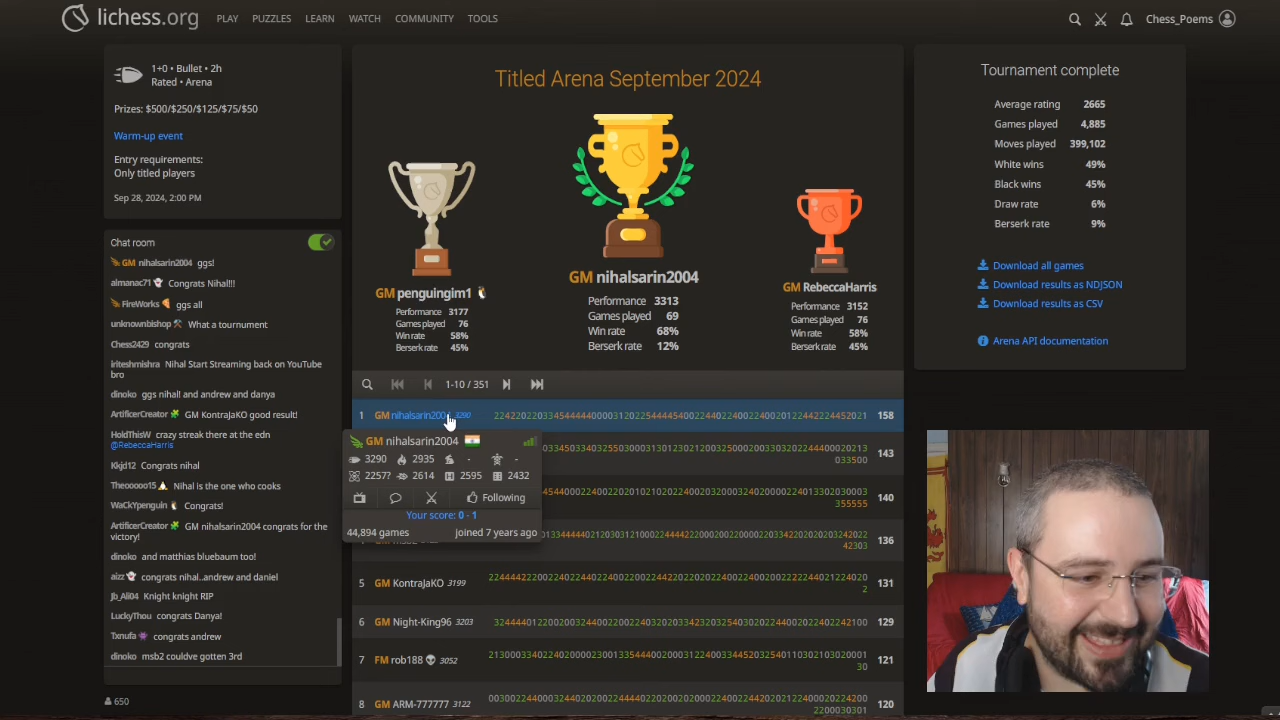 lichess.org PLAY PUZZLES LEARN WATCH COMMUNITY TOOLS Chess_Poems
1+0 • Bullet • 2h
Rated • Arena
Prizes: $500/$250/$125/$75/$50
Warm-up event
Entry requirements:
Only titled players
Sep 28, 2024, 2:00 PM
Chat room
GM nihalsarin2004 ggs!
almanac71 Congrats Nihal!!!
FireWorks ggs all
unknownbishop What a tournament
Chess2429 congrats
iriteshmishra Nihal Start Streaming back on YouTube
bro
dinoko ggs nihal! and andrew and danya
ArtificerCreator GM KontraJaKO good result!
HoldThisW crazy streak there at the edn
@RebeccaHarris
Kkjd12 Congrats nihal
Theooooo15 Nihal is the one who cooks
WaCkYpenguin Congrats!
ArtificerCreator GM nihalsarin2004 congrats for the
victory!
dinoko and matthias bluebaum too!
aizz congrats nihal..andrew and daniel
Jb_Ali04 Knight knight RIP
LuckyThou congrats Danya!
Txnufa congrats andrew
dinoko msb2 couldve gotten 3rd
650
Titled Arena September 2024
GM penguingim1
Performance 3177
Games played 76
Win rate 58%
Berserk rate 45%
GM nihalsarin2004
Performance 3313
Games played 69
Win rate 68%
Berserk rate 12%
GM RebeccaHarris
Performance 3152
Games played 76
Win rate 58%
Berserk rate 45%
1-10 / 351
1 GM nihalsarin200 3290 158
GM nihalsarin2004
3290 2935 - -
2257? 2614 2595 2432
Following
Your score: 0 - 1
44,894 games joined 7 years ago
143
033500
140
355555
136
42303
5 GM KontraJaKO 3199 131
2
6 GM Night-King96 3203 129
7 FM rob188 3052 121
30
8 GM ARM-777777 3122 120
Tournament complete
Average rating 2665
Games played 4,885
Moves played 399,102
White wins 49%
Black wins 45%
Draw rate 6%
Berserk rate 9%
Download all games
Download results as NDJSON
Download results as CSV
Arena API documentation